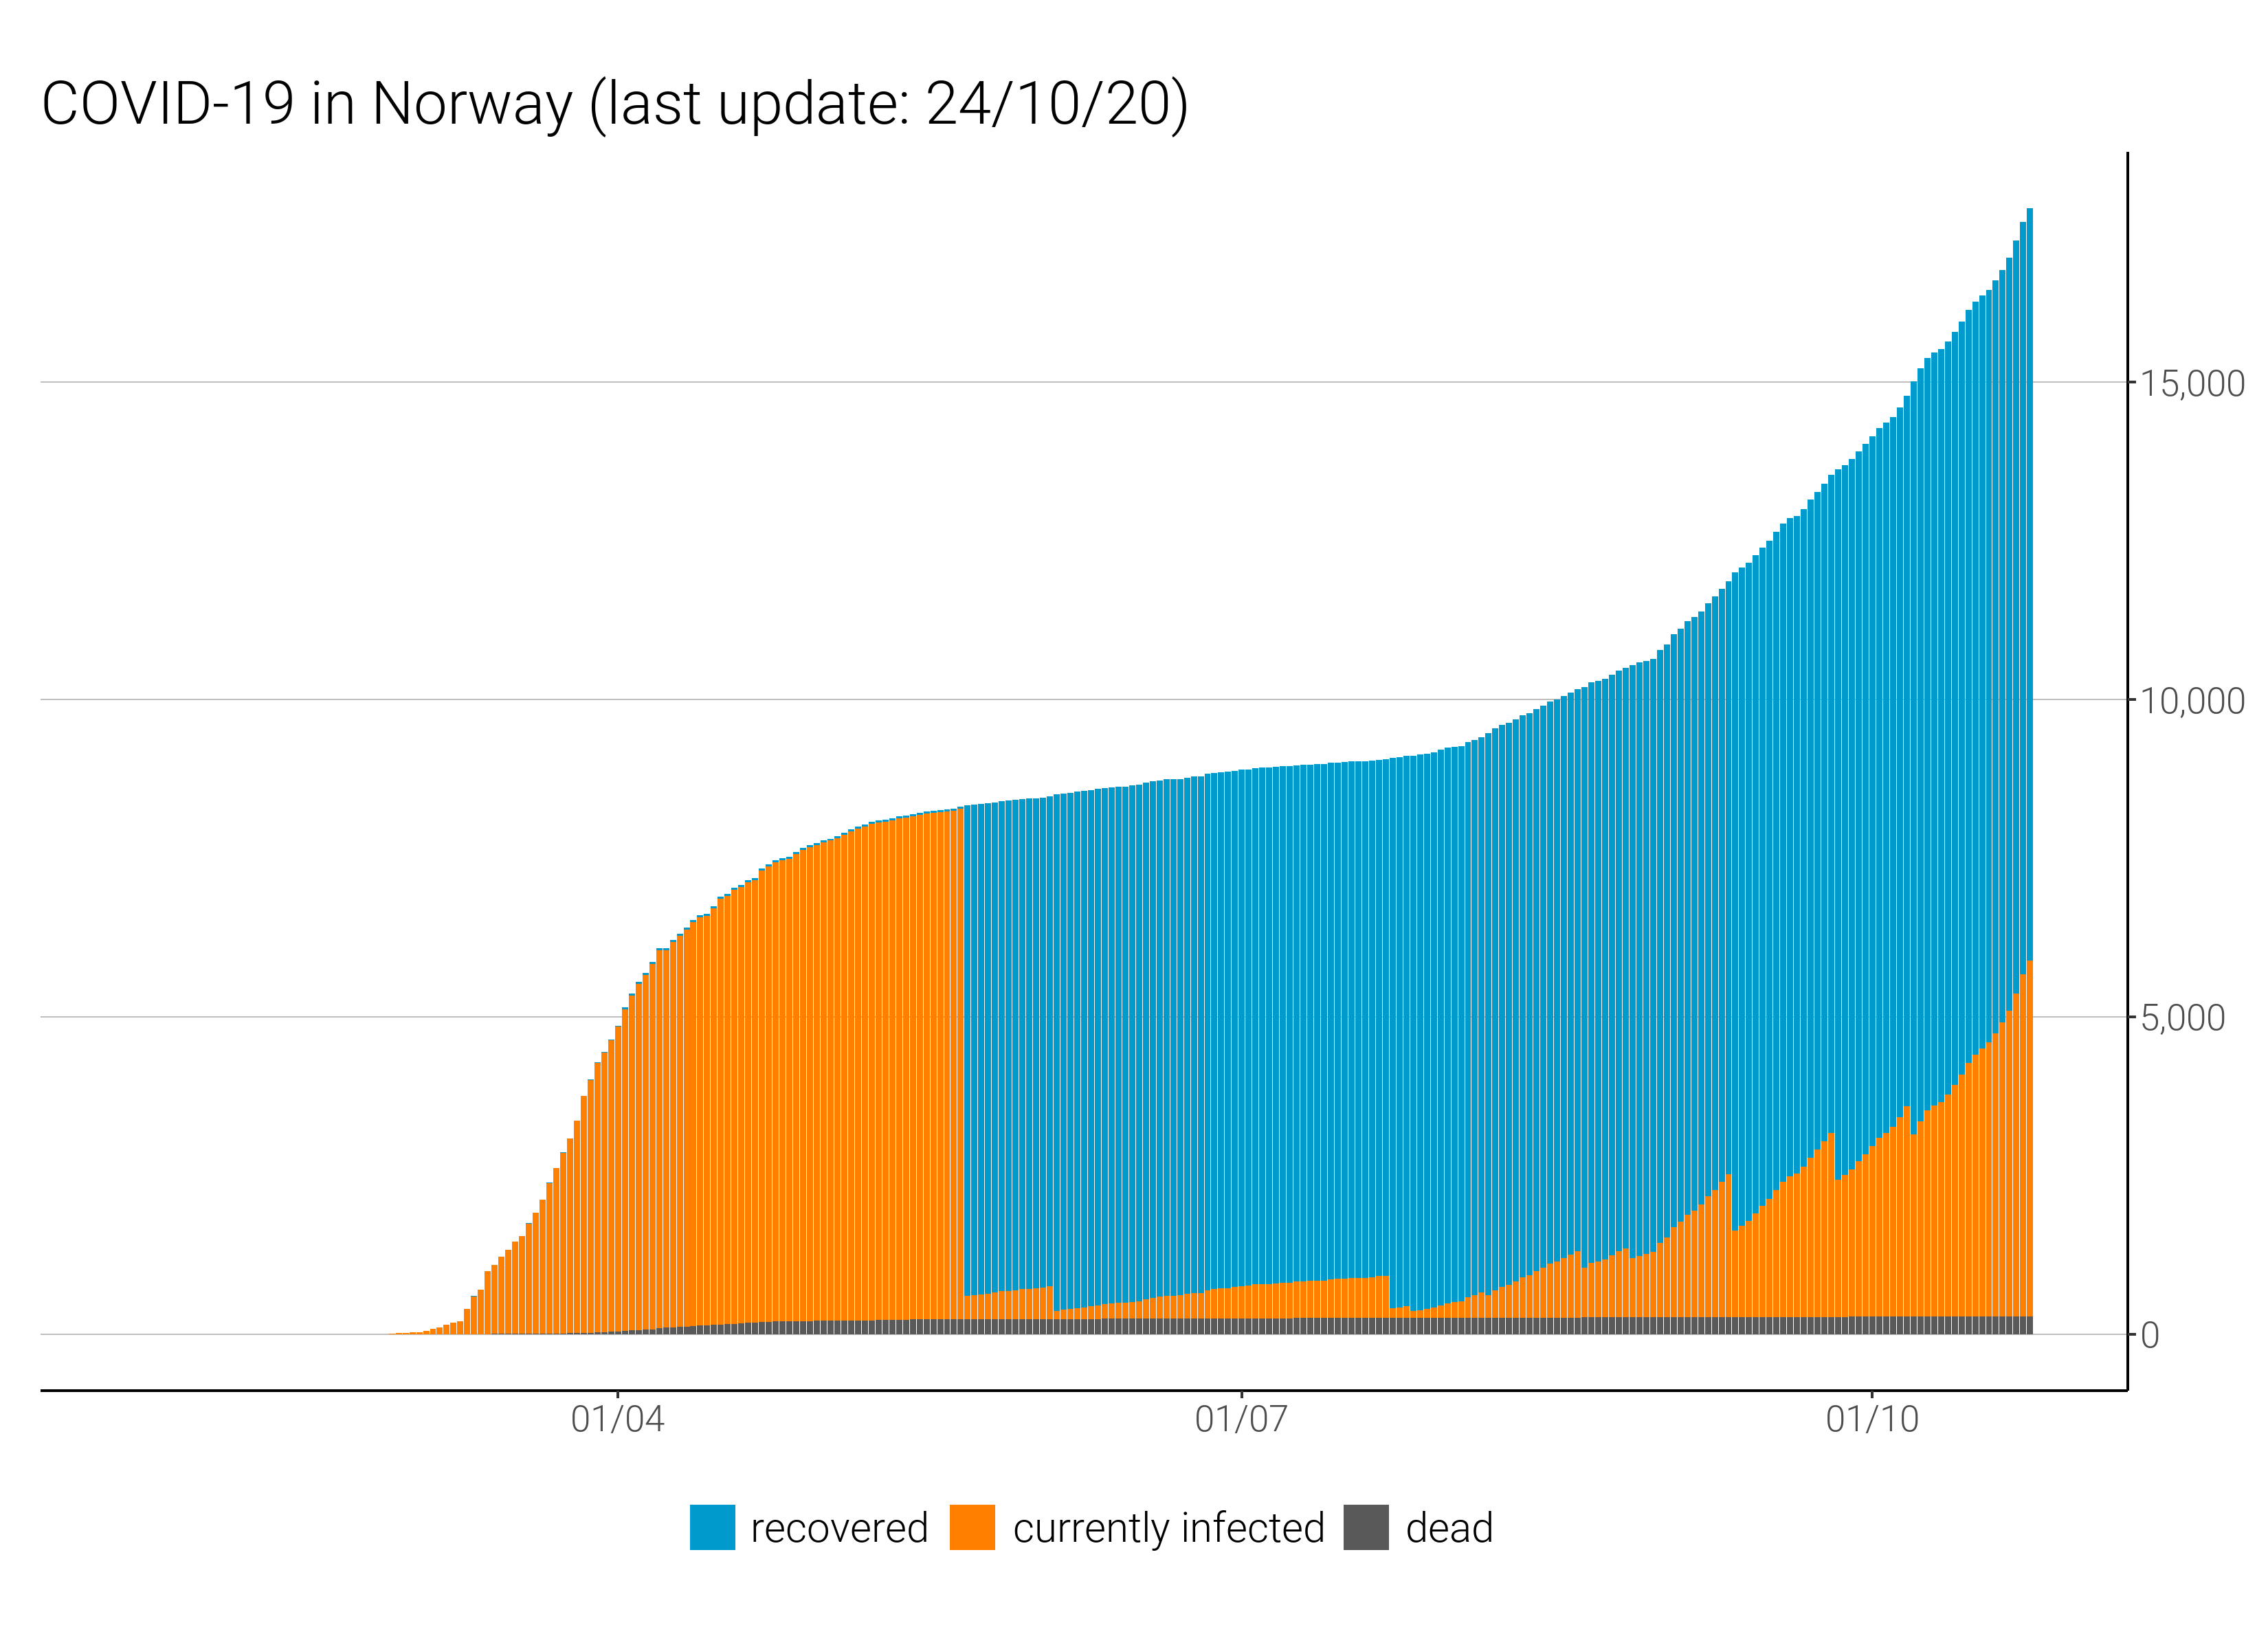 COVID-19 in Norway (last update: 24/10/20)
15,000
10,000
5,000
0
01/04 01/07 01/10
recovered currently infected dead